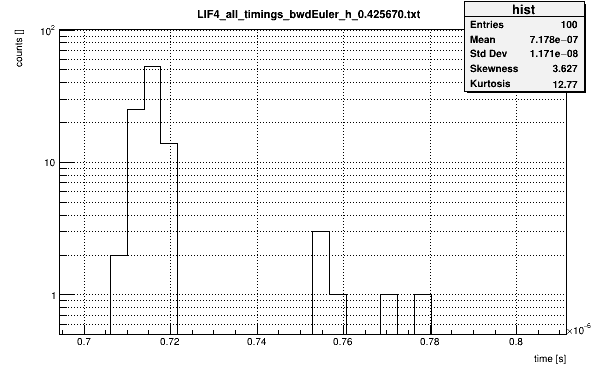 LIF4_all_timings_bwdEuler_h_0.425670.txt
hist
Entries 100
Mean 7.178e−07
Std Dev 1.171e−08
Skewness 3.627
Kurtosis 12.77
counts []
10^2
10
1
0.7 0.72 0.74 0.76 0.78 0.8
×10^−6
time [s]